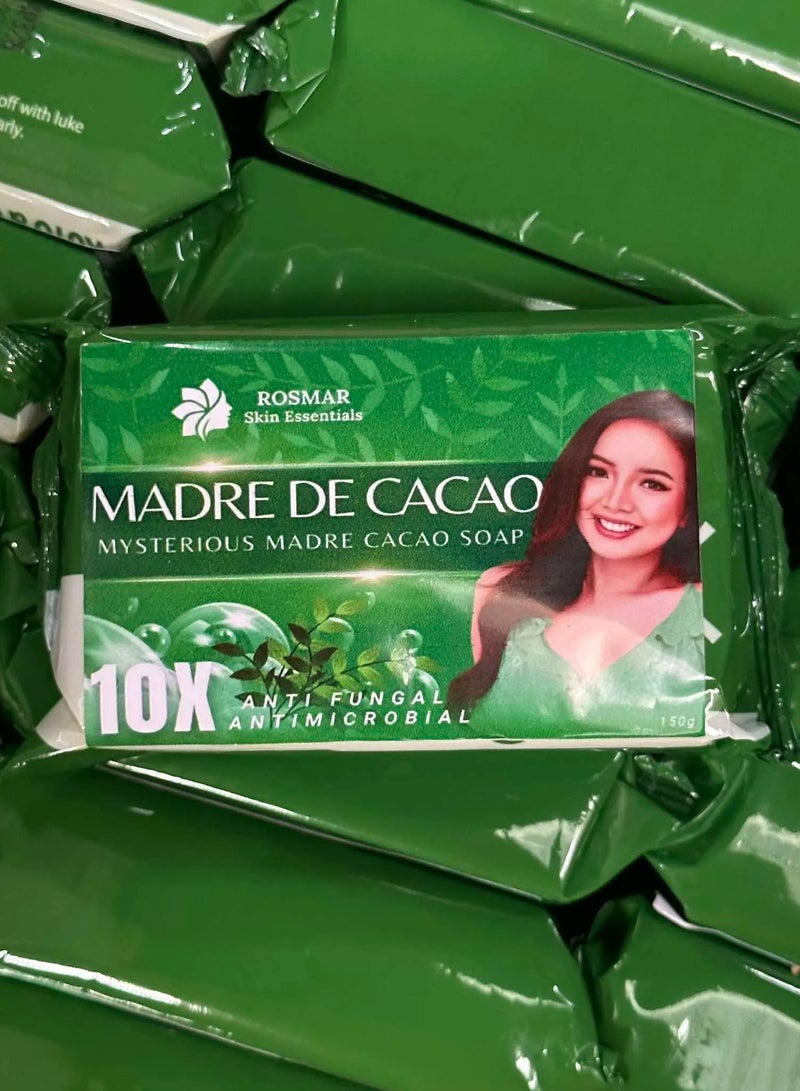 off with luke
arly.
ROSMAR
Skin Essentials
MADRE DE CACAO
MYSTERIOUS MADRE CACAO SOAP
10X
ANTI FUNGAL
ANTIMICROBIAL
150g